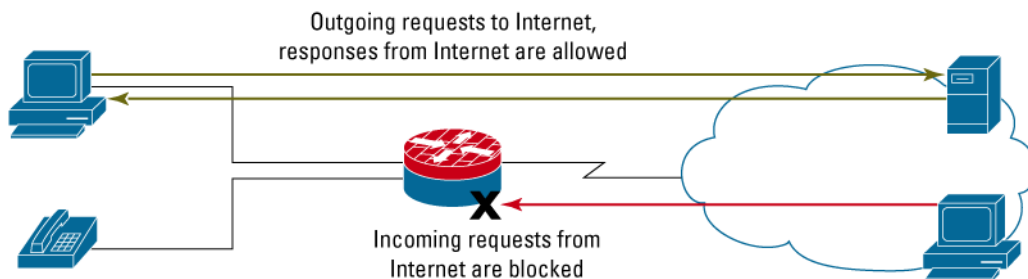 Outgoing requests to Internet,
responses from Internet are allowed
X
Incoming requests from
Internet are blocked